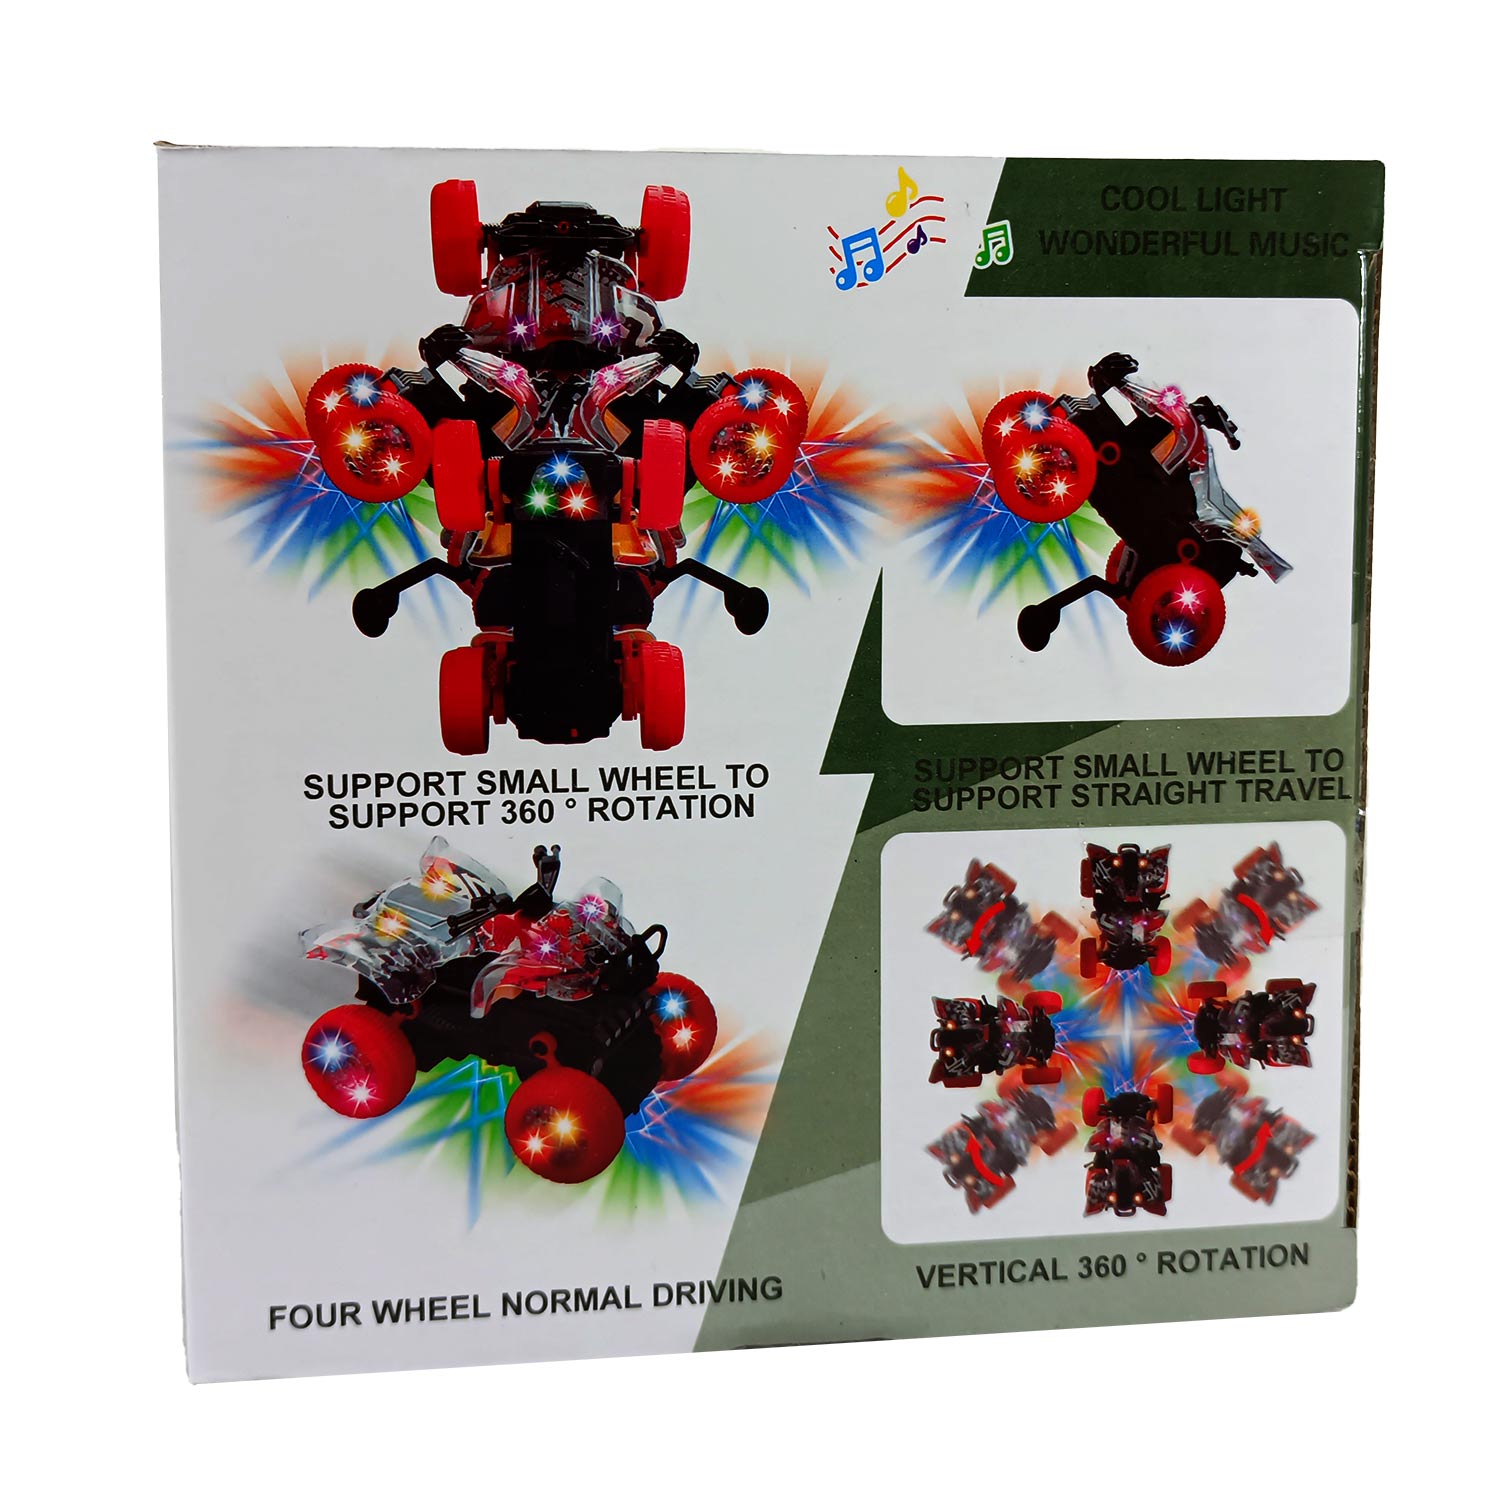 COOL LIGHT
WONDERFUL MUSIC
SUPPORT SMALL WHEEL TO
SUPPORT 360 ° ROTATION
SUPPORT SMALL WHEEL TO
SUPPORT STRAIGHT TRAVEL
FOUR WHEEL NORMAL DRIVING
VERTICAL 360 ° ROTATION